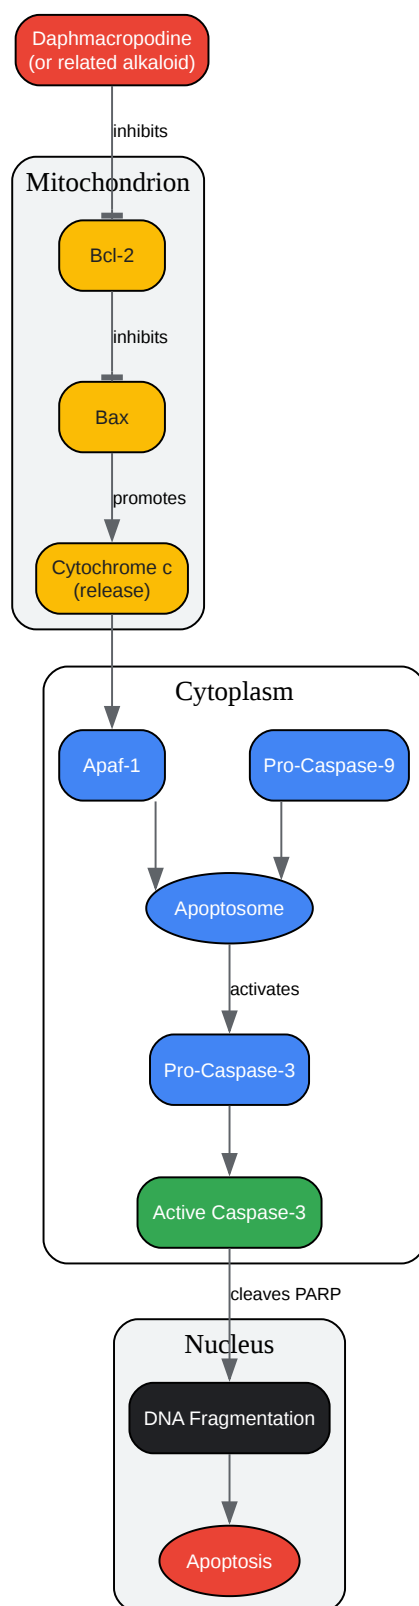 Daphmacropodine
(or related alkaloid)
inhibits
Mitochondrion
Bcl-2
inhibits
Bax
promotes
Cytochrome c
(release)
Cytoplasm
Apaf-1
Pro-Caspase-9
Apoptosome
activates
Pro-Caspase-3
Active Caspase-3
cleaves PARP
Nucleus
DNA Fragmentation
Apoptosis